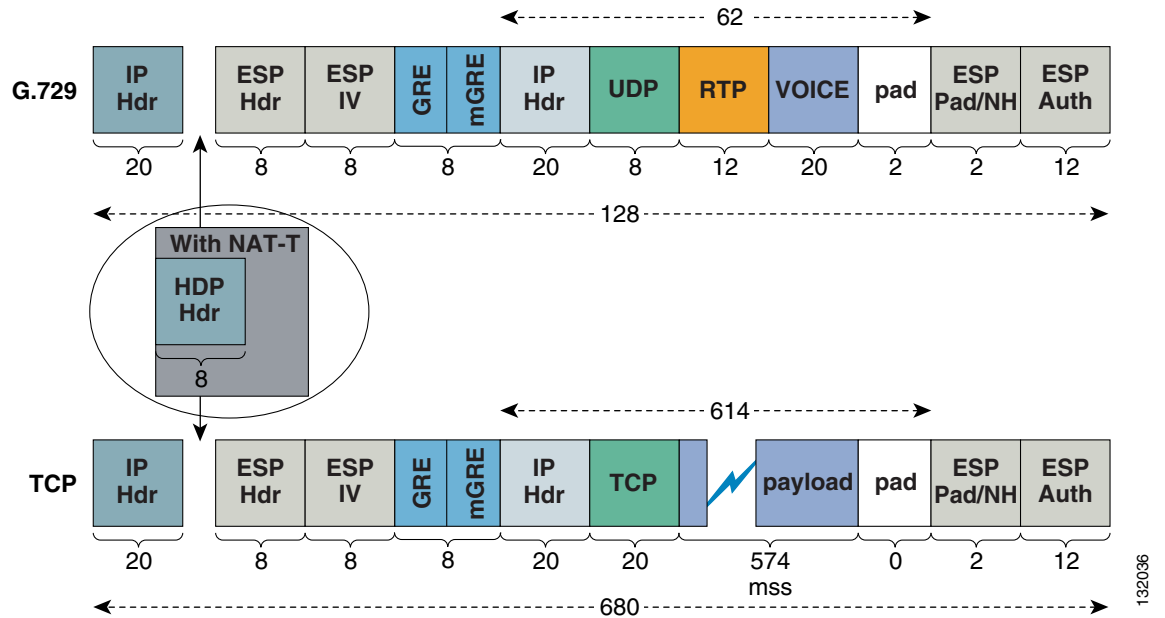 62
G.729
IP Hdr
ESP Hdr
ESP IV
GRE
mGRE
IP Hdr
UDP
RTP
VOICE
pad
ESP Pad/NH
ESP Auth
20 8 8 8 20 8 12 20 2 2 12
128
With NAT-T
HDP Hdr
8
614
TCP
IP Hdr
ESP Hdr
ESP IV
GRE
mGRE
IP Hdr
TCP
payload
pad
ESP Pad/NH
ESP Auth
20 8 8 8 20 20 574 0 2 12
mss
680
132036